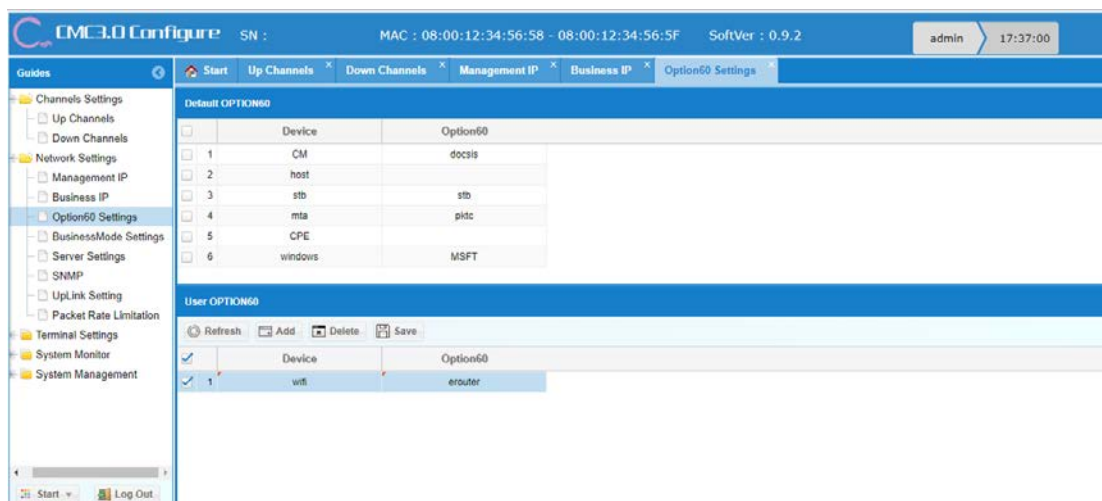 CMC3.0 Configure SN : MAC : 08:00:12:34:56:58 - 08:00:12:34:56:5F SoftVer : 0.9.2 admin 17:37:00
Guides
Channels Settings
Up Channels
Down Channels
Network Settings
Management IP
Business IP
Option60 Settings
BusinessMode Settings
Server Settings
SNMP
UpLink Setting
Packet Rate Limitation
Terminal Settings
System Monitor
System Management
Start Log Out
Start Up Channels Down Channels Management IP Business IP Option60 Settings
Default OPTION60
Device Option60
1 CM docsis
2 host
3 stb stb
4 mta pktc
5 CPE
6 windows MSFT
User OPTION60
Refresh Add Delete Save
Device Option60
1 wifi erouter